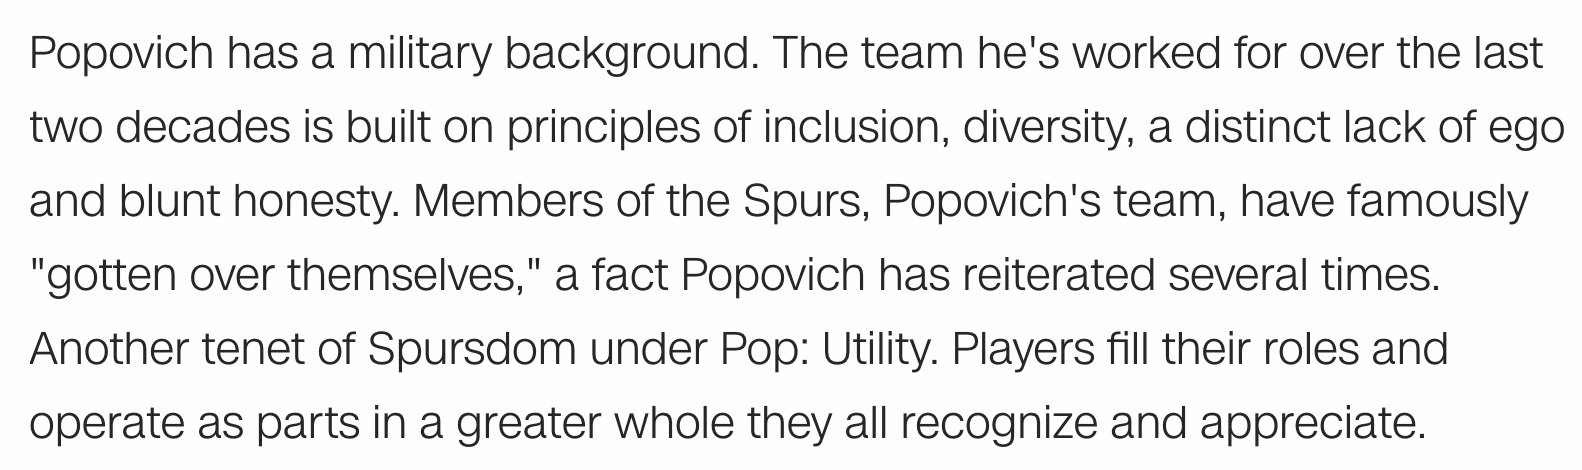 Popovich has a military background. The team he's worked for over the last
two decades is built on principles of inclusion, diversity, a distinct lack of ego
and blunt honesty. Members of the Spurs, Popovich's team, have famously
"gotten over themselves," a fact Popovich has reiterated several times.
Another tenet of Spursdom under Pop: Utility. Players fill their roles and
operate as parts in a greater whole they all recognize and appreciate.